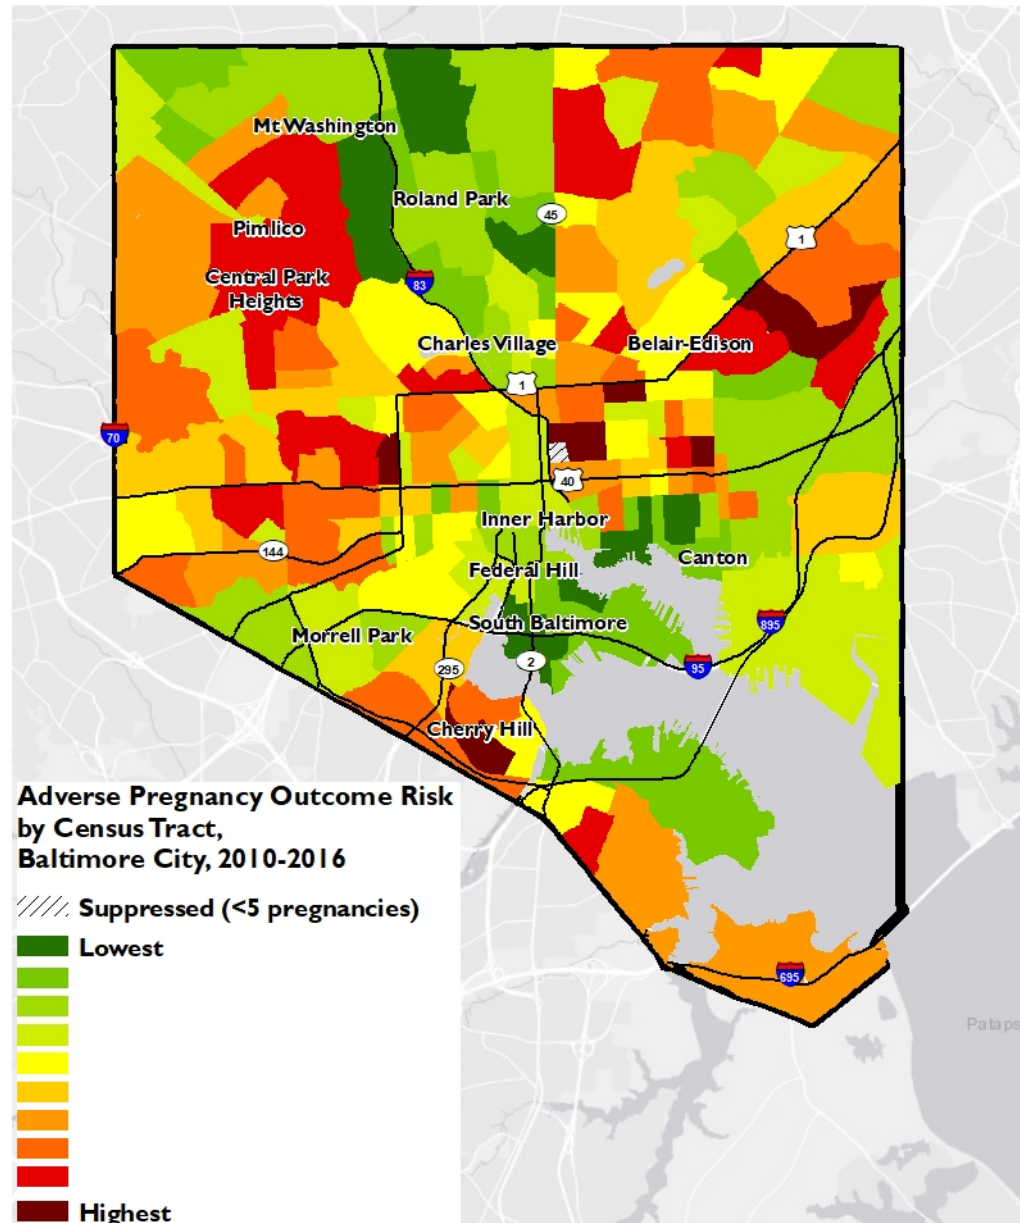 Mt Washington
Roland Park
45
Pimlico
1
Central Park
Heights
83
Charles Village
Belair-Edison
1
70
40
Inner Harbor
144
Canton
Federal Hill
South Baltimore
895
Morrell Park
295
2
95
Cherry Hill
Adverse Pregnancy Outcome Risk
by Census Tract,
Baltimore City, 2010-2016
Suppressed (<5 pregnancies)
Lowest
695
Pataps
Highest